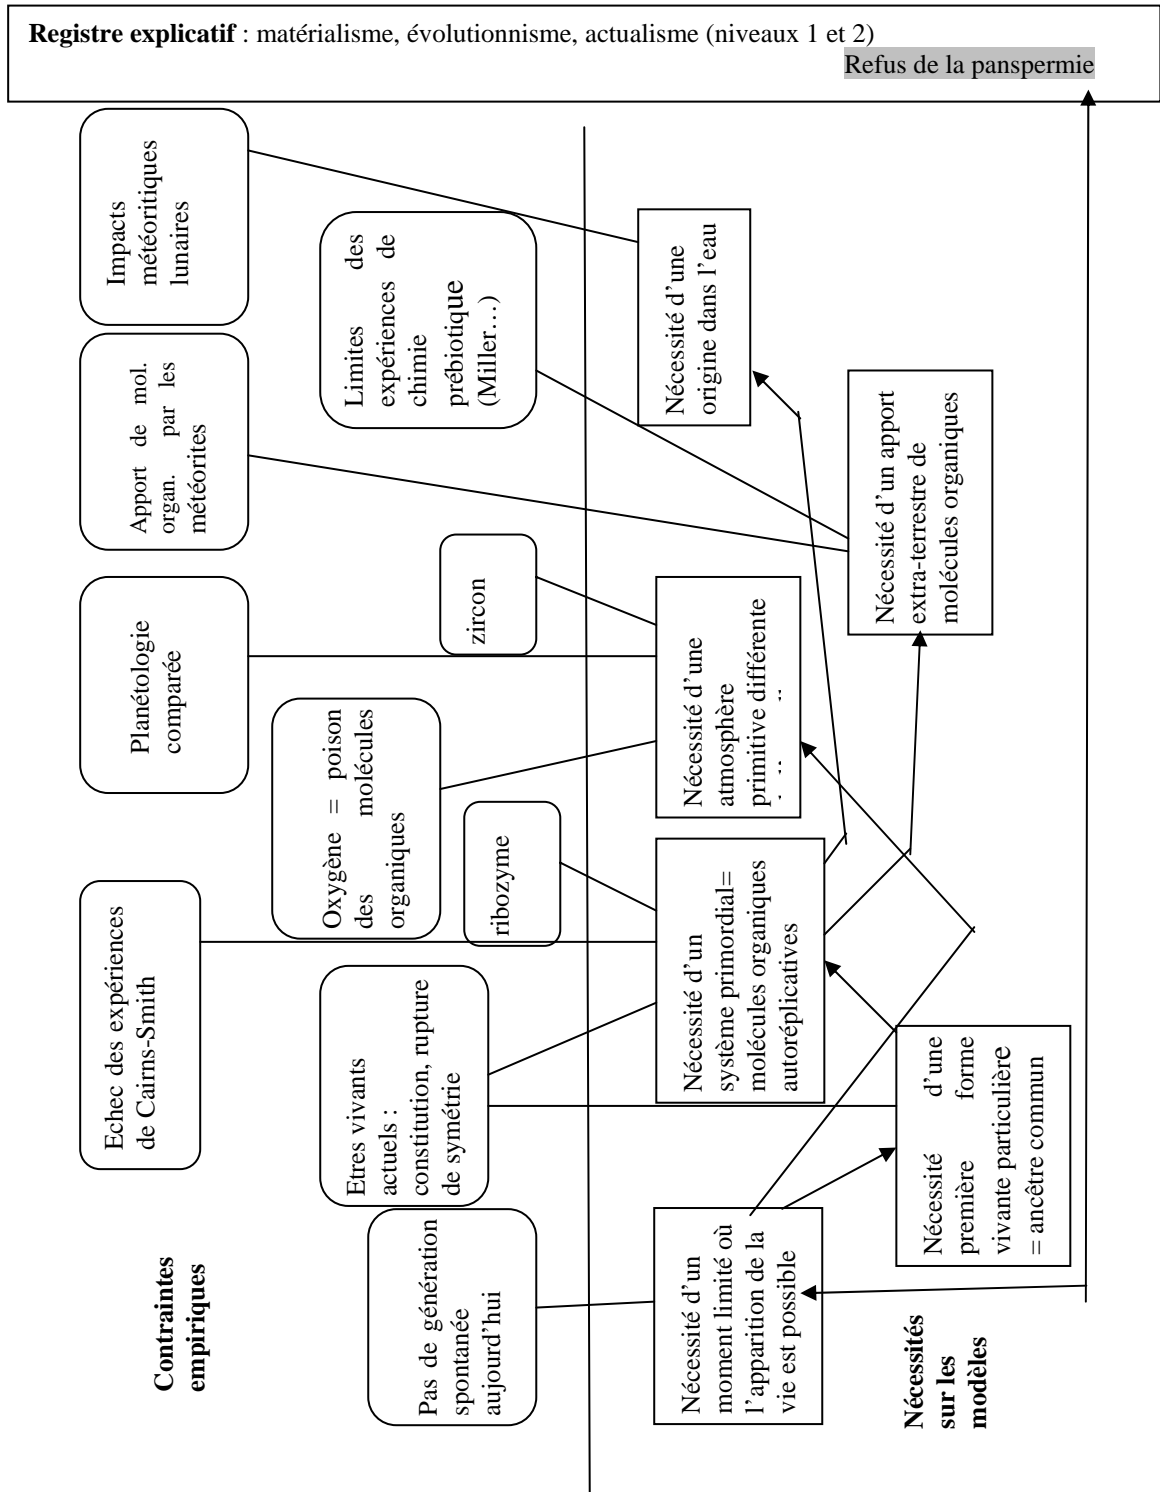 Registre explicatif : matérialisme, évolutionnisme, actualisme (niveaux 1 et 2)
Refus de la panspermie
Contraintes
empiriques
Echec des expériences
de Cairns-Smith
Planétologie
comparée
Apport de mol.
organ. par les
météorites
Impacts
météoritiques
lunaires
Pas de génération
spontanée
aujourd'hui
Etres vivants
actuels :
constitution, rupture
de symétrie
Oxygène = poison
des molécules
organiques
ribozyme
zircon
Limites des
expériences de
chimie
prébiotique
(Miller…)
Nécessité d'un
moment limité où
l'apparition de la
vie est possible
Nécessité d'un
système primordial=
molécules organiques
autoréplicatives
Nécessité d'une
atmosphère
primitive différente
Nécessité d'une
origine dans l'eau
Nécessité d'une
première forme
vivante particulière
= ancêtre commun
Nécessité d'un apport
extra-terrestre de
molécules organiques
Nécessités
sur les
modèles